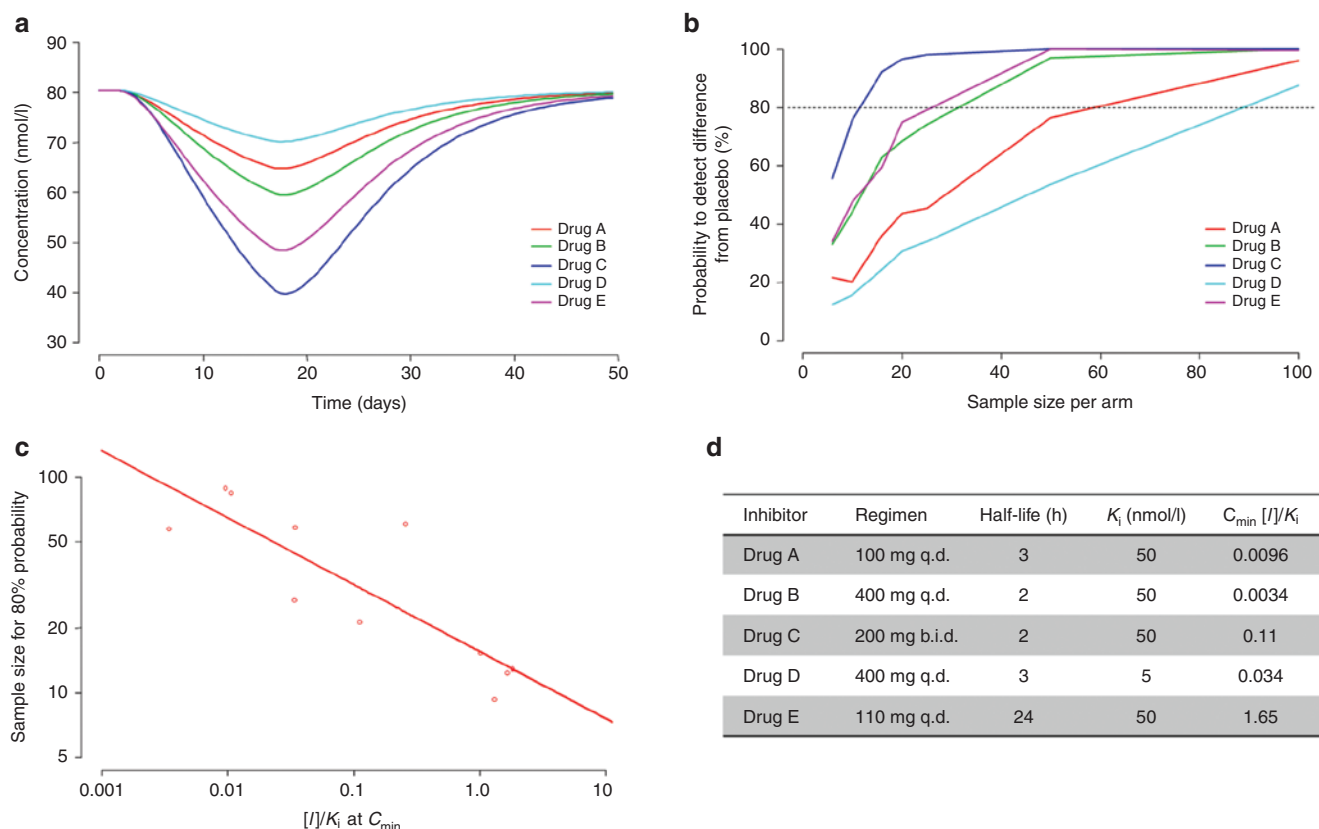 a
90
80
70
60
50
40
30
Concentration (nmol/l)
0 10 20 30 40 50
Time (days)
Drug A
Drug B
Drug C
Drug D
Drug E
b
100
80
60
40
20
0
Probability to detect difference
from placebo (%)
0 20 40 60 80 100
Sample size per arm
Drug A
Drug B
Drug C
Drug D
Drug E
c
100
50
20
10
5
Sample size for 80% probability
0.001 0.01 0.1 1.0 10
[I]/Ki at Cmin
d
Inhibitor Regimen Half-life (h) Ki (nmol/l) Cmin [I]/Ki
Drug A 100 mg q.d. 3 50 0.0096
Drug B 400 mg q.d. 2 50 0.0034
Drug C 200 mg b.i.d. 2 50 0.11
Drug D 400 mg q.d. 3 5 0.034
Drug E 110 mg q.d. 24 50 1.65